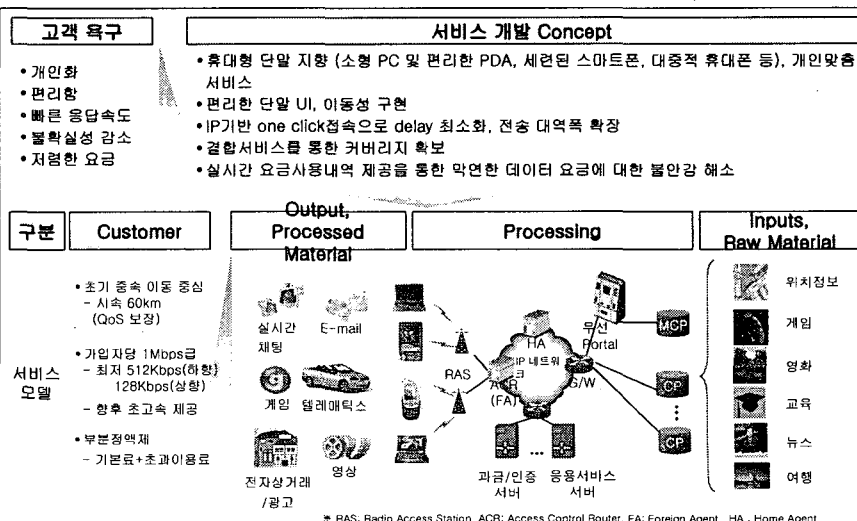 고객 욕구
서비스 개발 Concept
• 개인화
• 편리함
• 빠른 응답속도
• 불확실성 감소
• 저렴한 요금
• 휴대형 단말 지향 (소형 PC 및 편리한 PDA, 세련된 스마트폰, 대중적 휴대폰 등), 개인맞춤
서비스
• 편리한 단말 UI, 이동성 구현
• IP기반 one click접속으로 delay 최소화, 전송 대역폭 확장
• 결합서비스를 통한 커버리지 확보
• 실시간 요금사용내역 제공을 통한 막연한 데이터 요금에 대한 불안감 해소
구분
Customer
Output,
Processed
Material
Processing
Inputs,
Raw Material
서비스
모델
• 초기 중속 이동 중심
- 시속 60km
(QoS 보장)
• 가입자당 1Mbps급
- 최저 512Kbps(하향)
128Kbps(상향)
- 향후 초고속 제공
• 부분정액제
- 기본료+초과이용료
실시간
채팅
E-mail
게임
텔레매틱스
전자상거래
/광고
영상
RAS
ACR
(FA)
HA
IP 네트워
크
G/W
무선
Portal
MCP
CP
⋮
CP
과금/인증
서버
...
응용서비스
서버
위치정보
게임
영화
교육
뉴스
여행
* RAS: Radio Access Station, ACR: Access Control Router, FA: Foreign Agent, HA : Home Agent